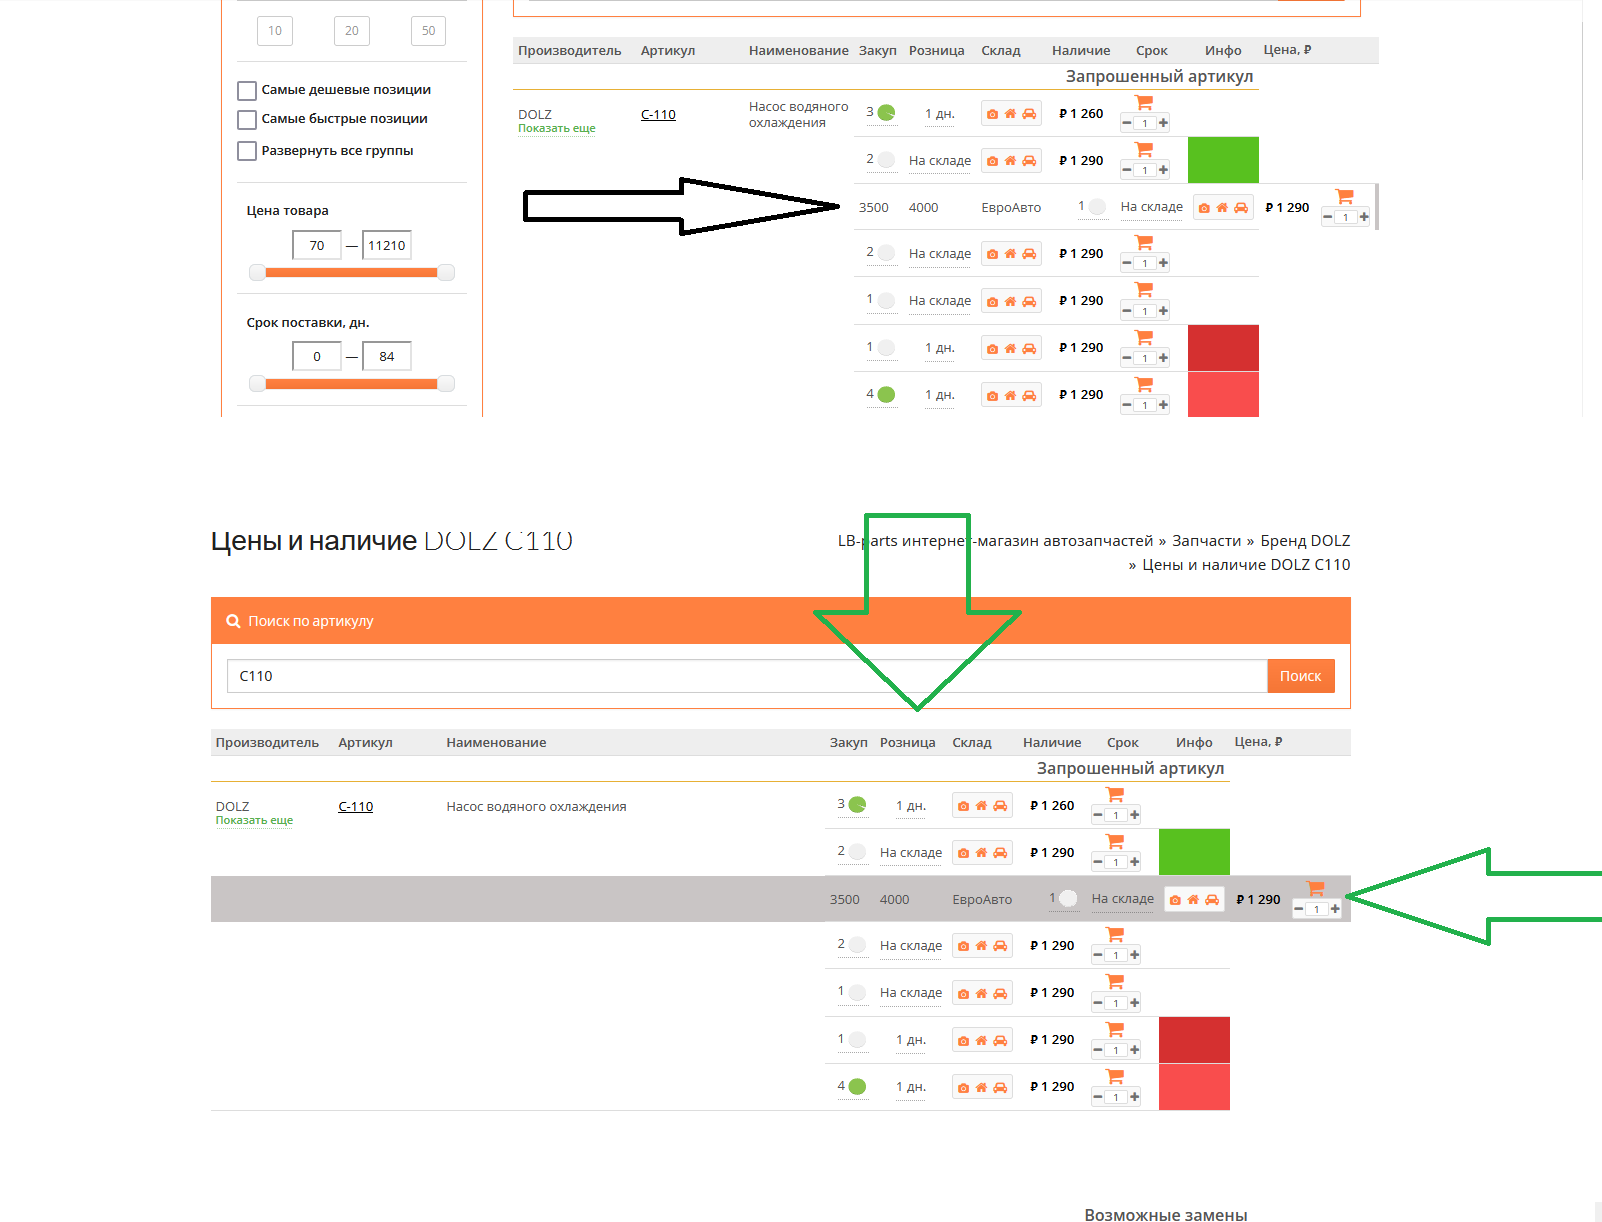 10 20 50
Самые дешевые позиции
Самые быстрые позиции
Развернуть все группы
Цена товара
70 — 11210
Срок поставки, дн.
0 — 84
Производитель Артикул Наименование Закуп Розница Склад Наличие Срок Инфо Цена, ₽
Запрошенный артикул
DOLZ C-110 Насос водяного охлаждения 3 1 дн. ₽ 1 260 − 1 +
Показать еще
2 На складе ₽ 1 290 − 1 +
3500 4000 ЕвроАвто 1 На складе ₽ 1 290 − 1 +
2 На складе ₽ 1 290 − 1 +
1 На складе ₽ 1 290 − 1 +
1 1 дн. ₽ 1 290 − 1 +
4 1 дн. ₽ 1 290 − 1 +
Цены и наличие DOLZ C110
LB-parts интернет-магазин автозапчастей » Запчасти » Бренд DOLZ
» Цены и наличие DOLZ C110
Поиск по артикулу
C110 Поиск
Производитель Артикул Наименование Закуп Розница Склад Наличие Срок Инфо Цена, ₽
Запрошенный артикул
DOLZ C-110 Насос водяного охлаждения 3 1 дн. ₽ 1 260 − 1 +
Показать еще
2 На складе ₽ 1 290 − 1 +
3500 4000 ЕвроАвто 1 На складе ₽ 1 290 − 1 +
2 На складе ₽ 1 290 − 1 +
1 На складе ₽ 1 290 − 1 +
1 1 дн. ₽ 1 290 − 1 +
4 1 дн. ₽ 1 290 − 1 +
Возможные замены